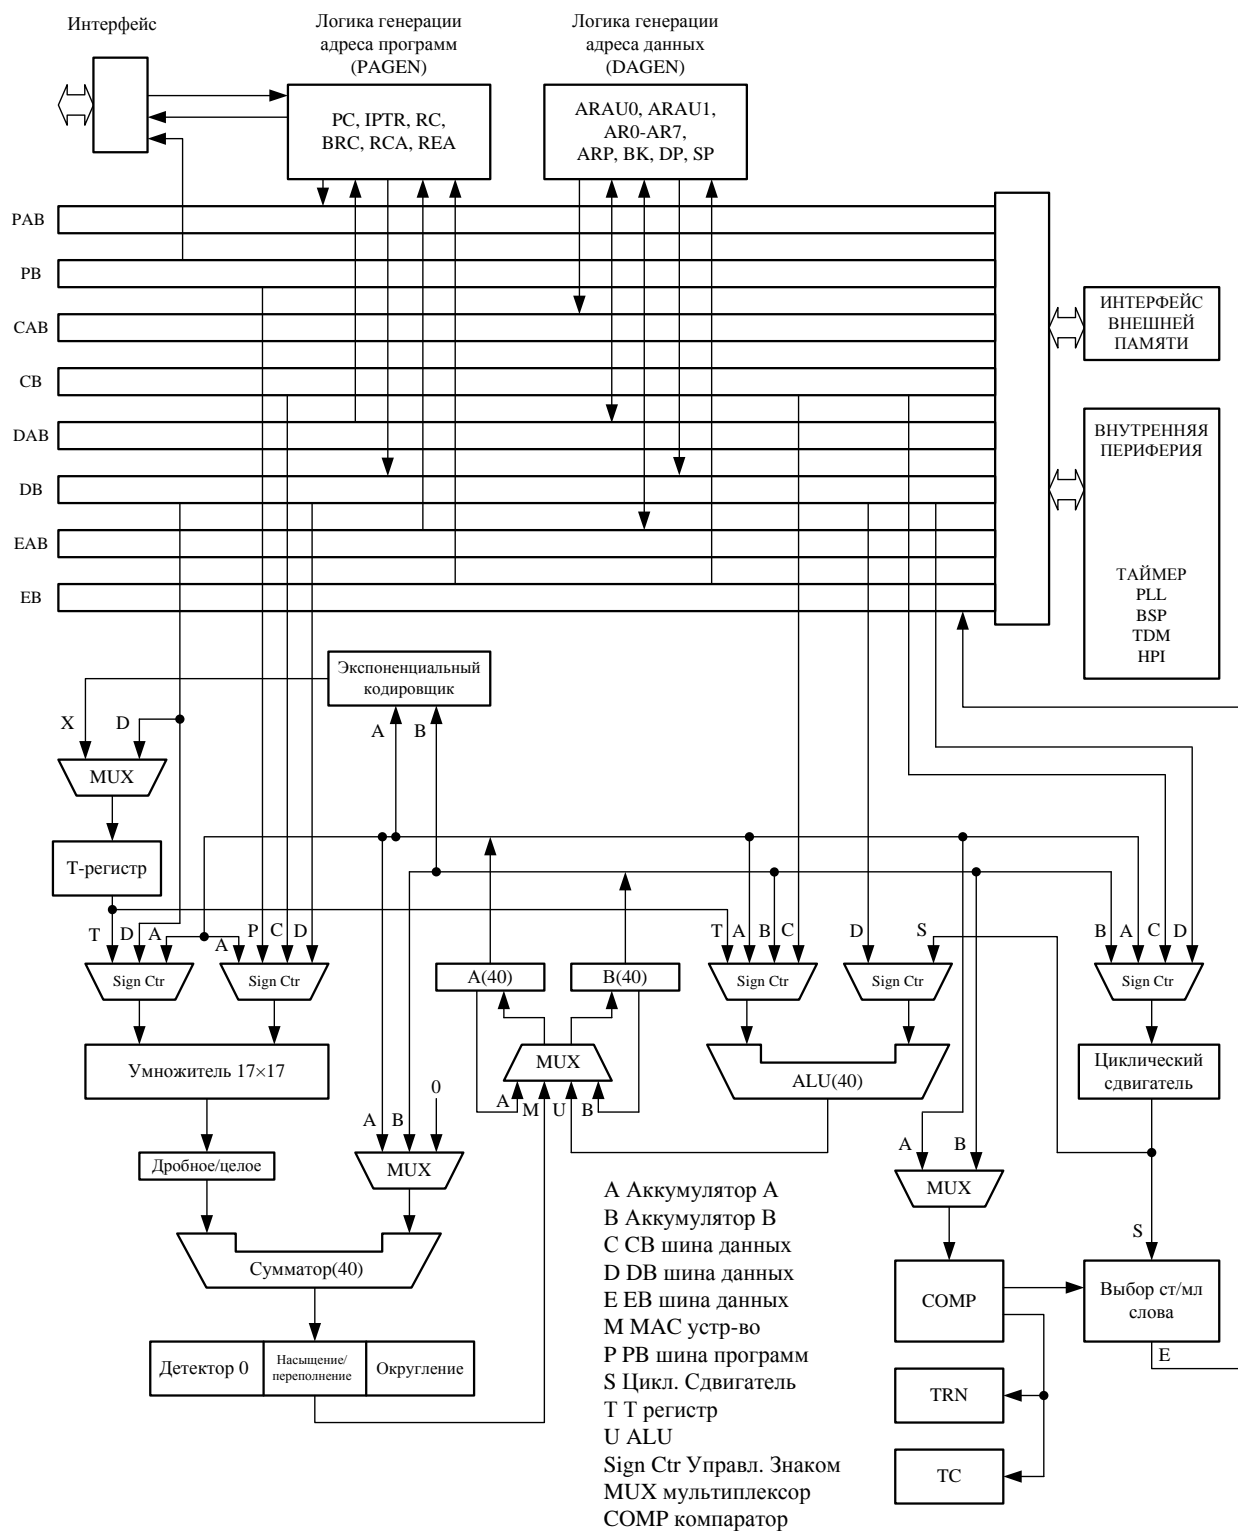 Интерфейс
Логика генерации
адреса программ
(PAGEN)
Логика генерации
адреса данных
(DAGEN)
PC, IPTR, RC,
BRC, RCA, REA
ARAU0, ARAU1,
AR0-AR7,
ARP, BK, DP, SP
PAB
PB
CAB
CB
DAB
DB
EAB
EB
ИНТЕРФЕЙС
ВНЕШНЕЙ
ПАМЯТИ
ВНУТРЕННЯЯ
ПЕРИФЕРИЯ
ТАЙМЕР
PLL
BSP
TDM
HPI
Экспоненциальный
кодировщик
X
D
A
B
MUX
Т-регистр
T
D
A
A
P
C
D
T
A
B
C
D
S
B
A
C
D
Sign Ctr
Sign Ctr
A(40)
B(40)
Sign Ctr
Sign Ctr
Sign Ctr
Умножитель 17×17
MUX
ALU(40)
Циклический
сдвигатель
A
M
U
B
A
B
0
A
B
Дробное/целое
MUX
MUX
S
Сумматор(40)
COMP
Выбор ст/мл
слова
E
Детектор 0
Насыщение/
переполнение
Округление
TRN
TC
A Аккумулятор A
B Аккумулятор B
C CB шина данных
D DB шина данных
E EB шина данных
M MAC устр-во
P PB шина программ
S Цикл. Сдвигатель
T T регистр
U ALU
Sign Ctr Управл. Знаком
MUX мультиплексор
COMP компаратор